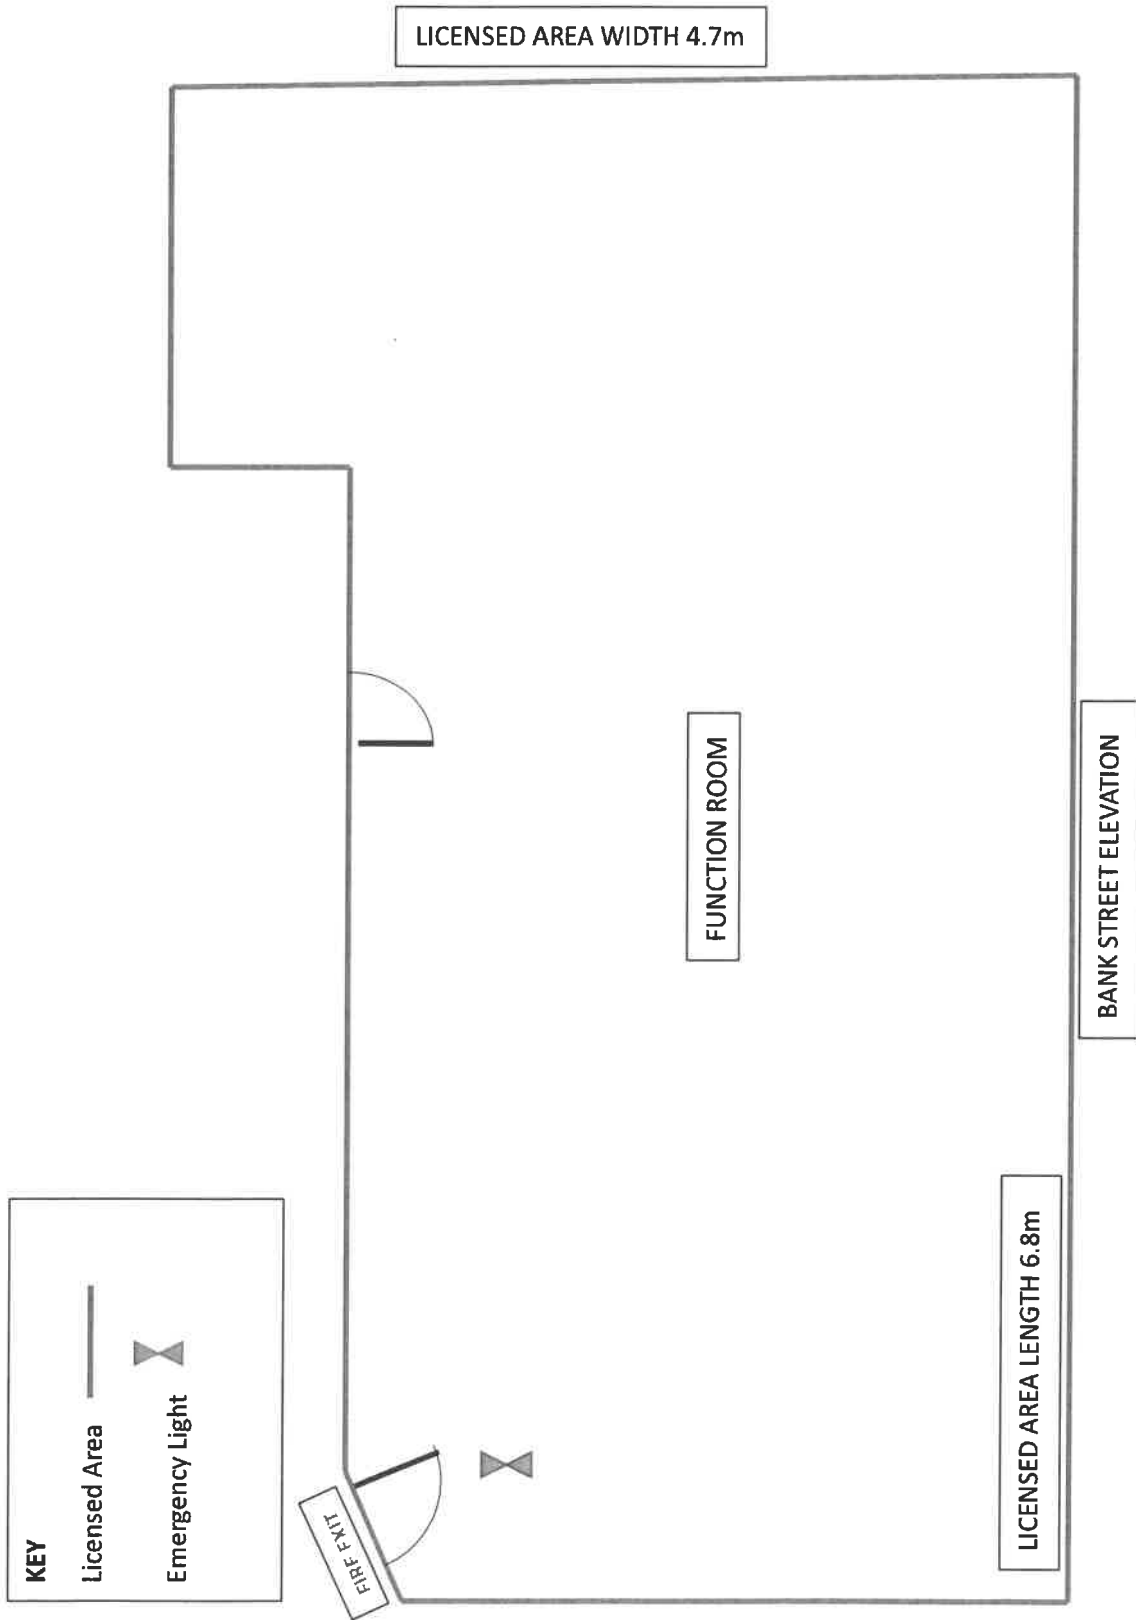 LICENSED AREA WIDTH 4.7m
KEY
Licensed Area
Emergency Light
FIRE EXIT
FUNCTION ROOM
LICENSED AREA LENGTH 6.8m
BANK STREET ELEVATION